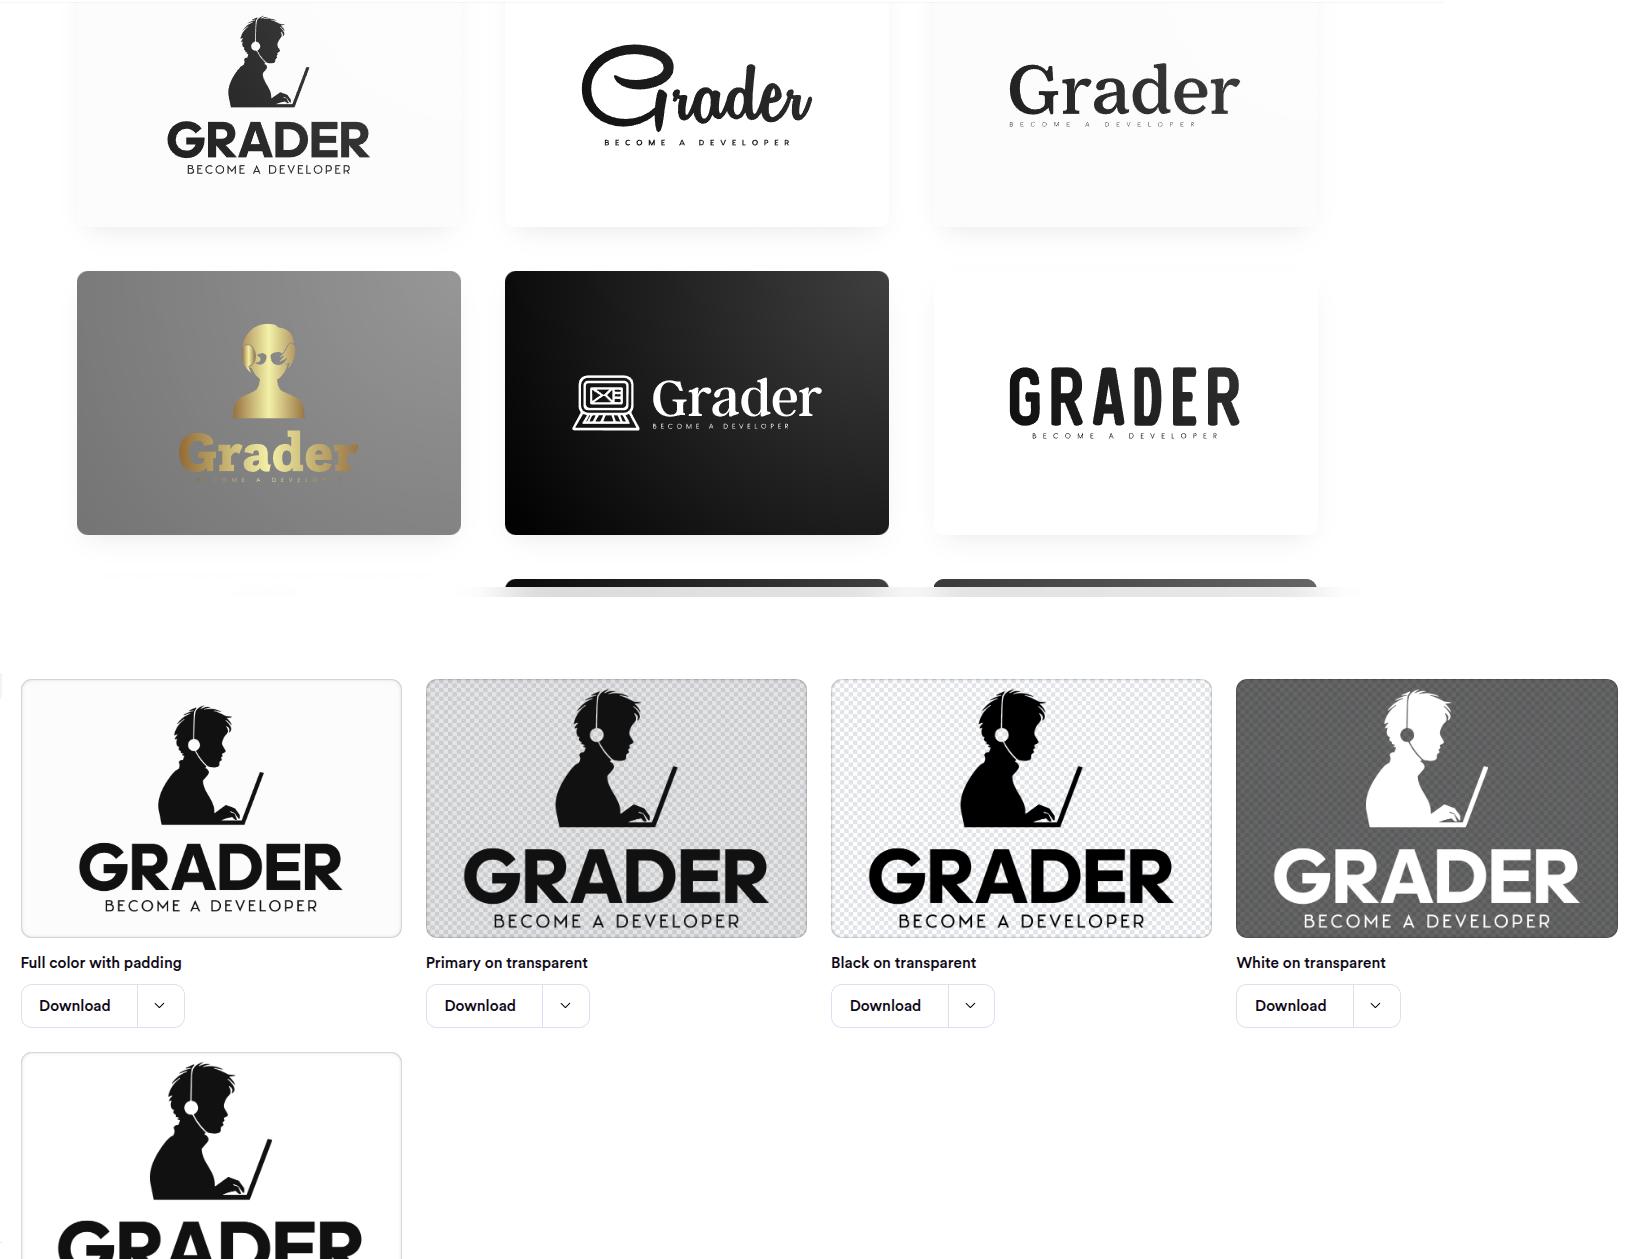 GRADER
BECOME A DEVELOPER
Grader
BECOME A DEVELOPER
Grader
BECOME A DEVELOPER
Grader
BECOME A DEVELOPER
Grader
BECOME A DEVELOPER
GRADER
BECOME A DEVELOPER
GRADER
BECOME A DEVELOPER
GRADER
BECOME A DEVELOPER
GRADER
BECOME A DEVELOPER
GRADER
BECOME A DEVELOPER
Full color with padding
Primary on transparent
Black on transparent
White on transparent
Download
Download
Download
Download
GRADER